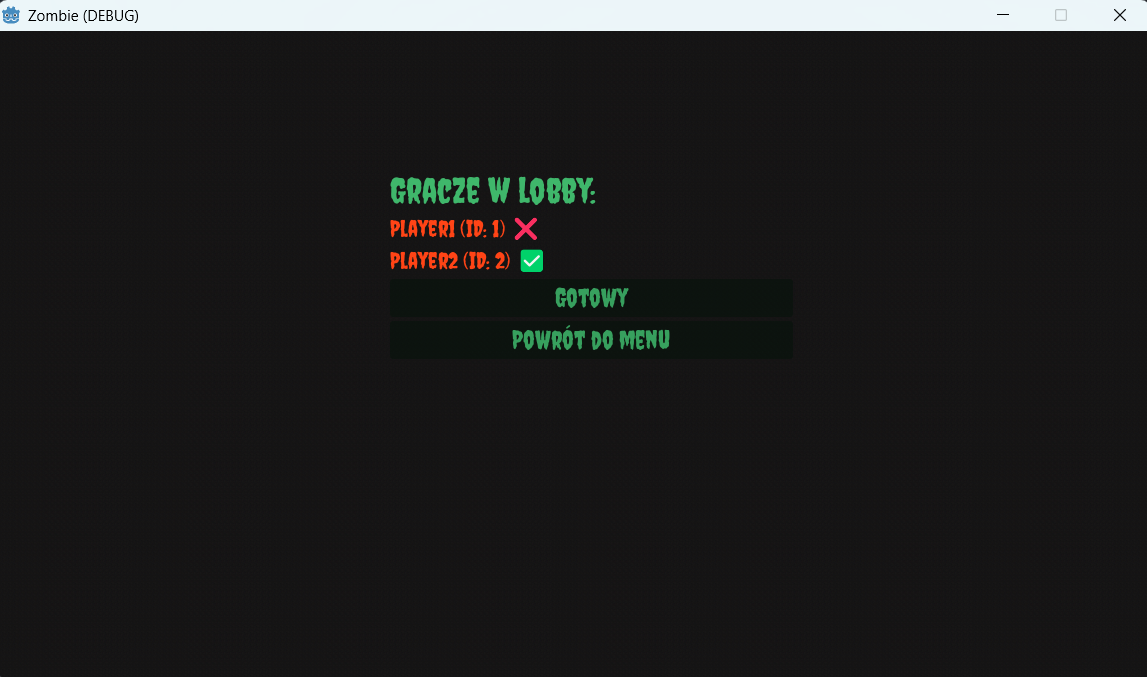 Zombie (DEBUG)
GRACZE W LOBBY:
PLAYER1 (ID: 1) ❌
PLAYER2 (ID: 2) ✅
GOTOWY
POWRÓT DO MENU